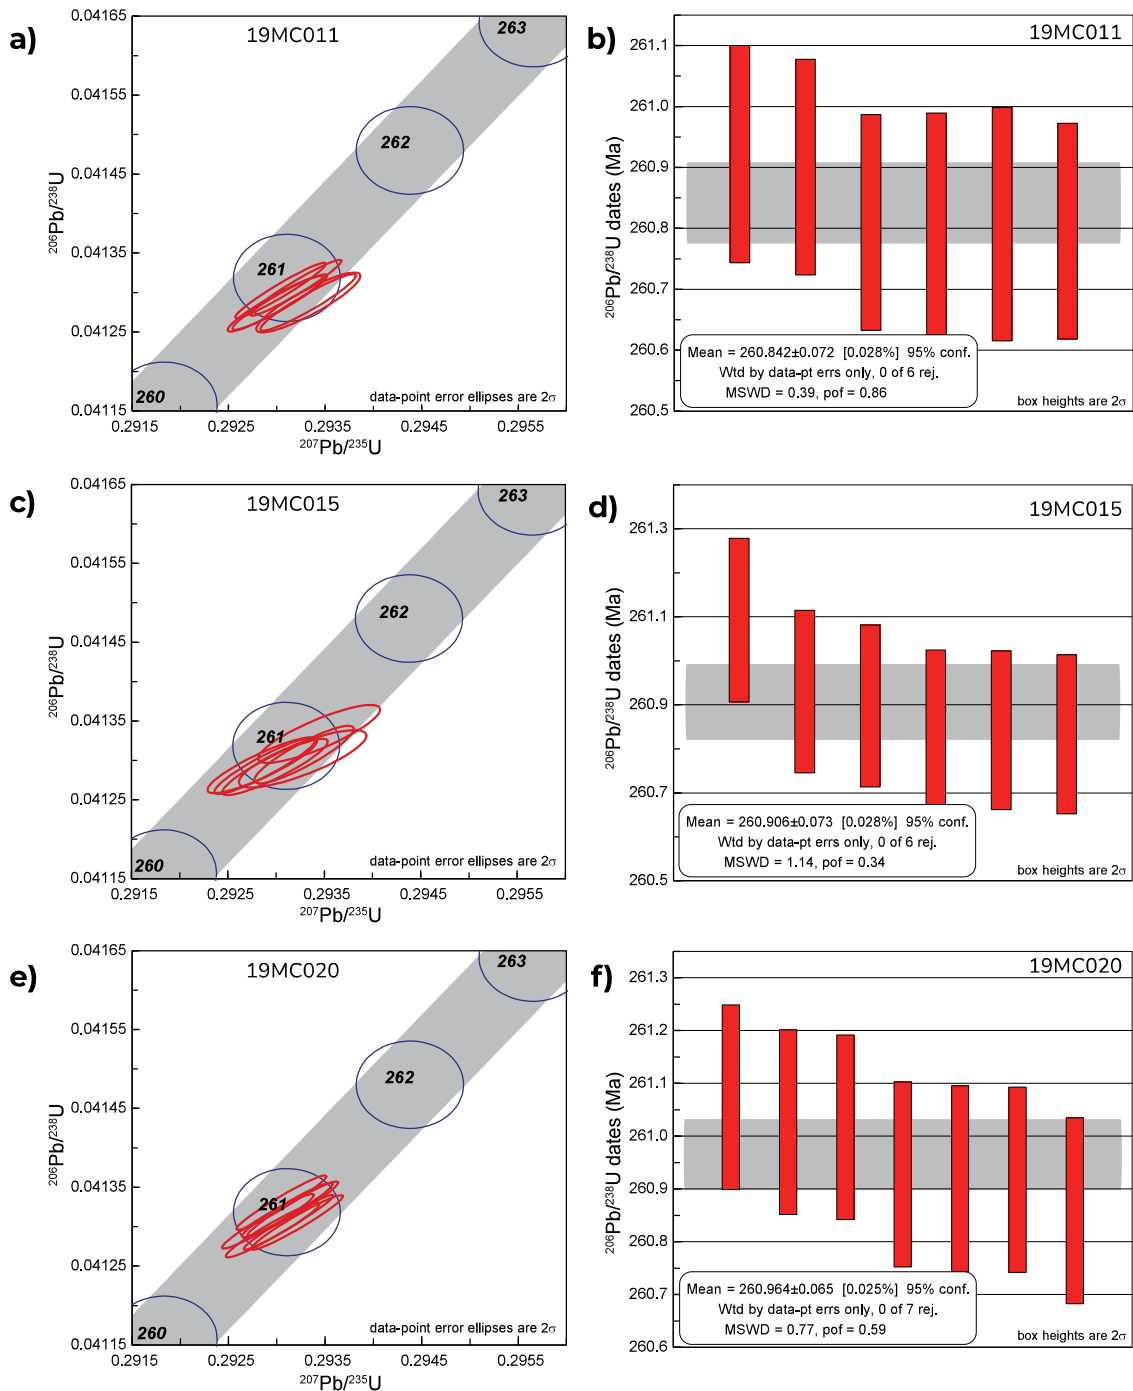 a)
19MC011
0.04165
0.04155
0.04145
0.04135
0.04125
0.04115
²⁰⁶Pb/²³⁸U
263
262
261
260
data-point error ellipses are 2σ
0.2915 0.2925 0.2935 0.2945 0.2955
²⁰⁷Pb/²³⁵U
b)
19MC011
261.1
261.0
260.9
260.8
260.7
260.6
260.5
²⁰⁶Pb/²³⁸U dates (Ma)
Mean = 260.842±0.072 [0.028%] 95% conf.
Wtd by data-pt errs only, 0 of 6 rej.
MSWD = 0.39, pof = 0.86
box heights are 2σ
c)
19MC015
0.04165
0.04155
0.04145
0.04135
0.04125
0.04115
²⁰⁶Pb/²³⁸U
263
262
261
260
data-point error ellipses are 2σ
0.2915 0.2925 0.2935 0.2945 0.2955
²⁰⁷Pb/²³⁵U
d)
19MC015
261.3
261.1
260.9
260.7
260.5
²⁰⁶Pb/²³⁸U dates (Ma)
Mean = 260.906±0.073 [0.028%] 95% conf.
Wtd by data-pt errs only, 0 of 6 rej.
MSWD = 1.14, pof = 0.34
box heights are 2σ
e)
19MC020
0.04165
0.04155
0.04145
0.04135
0.04125
0.04115
²⁰⁶Pb/²³⁸U
263
262
261
260
data-point error ellipses are 2σ
0.2915 0.2925 0.2935 0.2945 0.2955
²⁰⁷Pb/²³⁵U
f)
19MC020
261.3
261.2
261.1
261.0
260.9
260.8
260.7
260.6
²⁰⁶Pb/²³⁸U dates (Ma)
Mean = 260.964±0.065 [0.025%] 95% conf.
Wtd by data-pt errs only, 0 of 7 rej.
MSWD = 0.77, pof = 0.59
box heights are 2σ